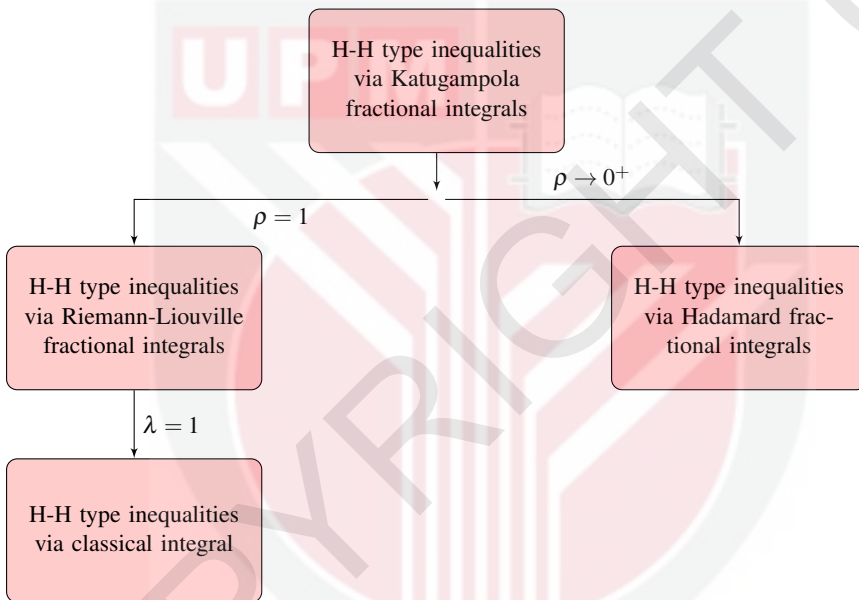 UPM
H-H type inequalities
via Katugampola
fractional integrals
ρ → 0⁺
ρ = 1
H-H type inequalities
via Riemann-Liouville
fractional integrals
H-H type inequalities
via Hadamard frac-
tional integrals
λ = 1
H-H type inequalities
via classical integral
PYRIGHT